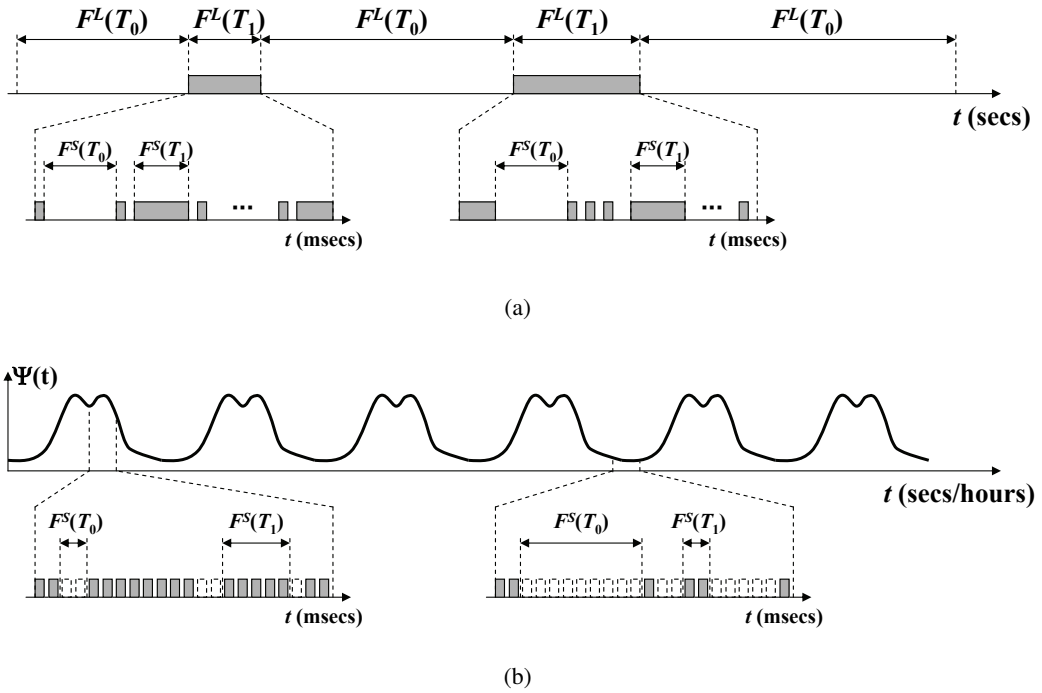 F^L(T_0) F^L(T_1) F^L(T_0) F^L(T_1) F^L(T_0)
t (secs)
F^S(T_0) F^S(T_1) F^S(T_0) F^S(T_1)
... ...
t (msecs) t (msecs)
(a)
Ψ(t)
t (secs/hours)
F^S(T_0) F^S(T_1) F^S(T_0) F^S(T_1)
t (msecs) t (msecs)
(b)